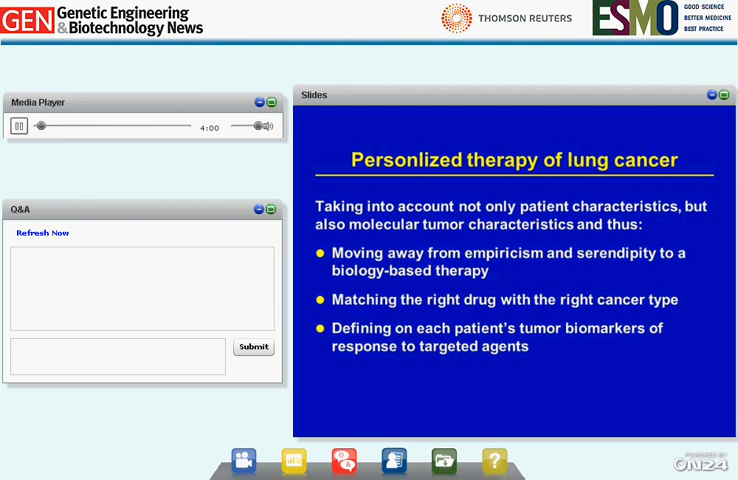 GEN Genetic Engineering
& Biotechnology News
THOMSON REUTERS
ESMO
GOOD SCIENCE
BETTER MEDICINE
BEST PRACTICE
Media Player
4:00
Q&A
Refresh Now
Submit
Slides
Personlized therapy of lung cancer
Taking into account not only patient characteristics, but
also molecular tumor characteristics and thus:
Moving away from empiricism and serendipity to a
biology-based therapy
Matching the right drug with the right cancer type
Defining on each patient's tumor biomarkers of
response to targeted agents
Q
A
?
POWERED BY
ON24